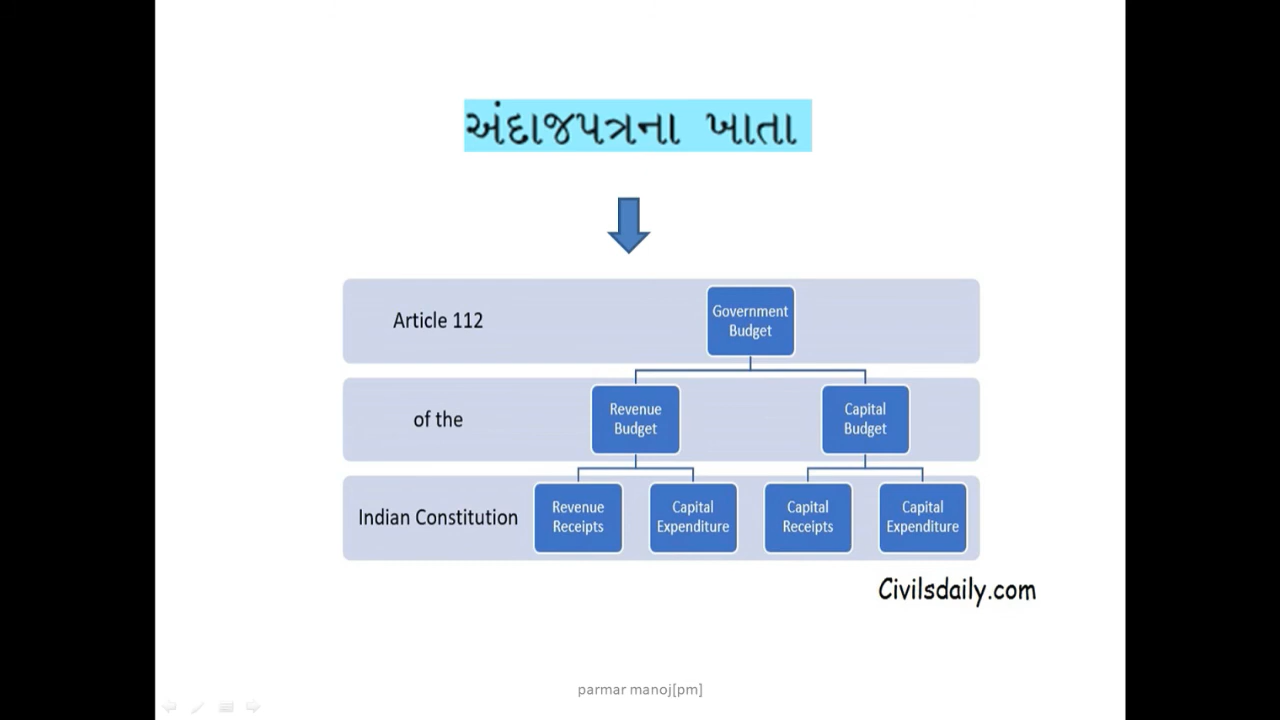 અંદાજપત્રના ખાતા
Article 112
Government
Budget
of the
Revenue
Budget
Capital
Budget
Indian Constitution
Revenue
Receipts
Capital
Expenditure
Capital
Receipts
Capital
Expenditure
Civilsdaily.com
parmar manoj[pm]